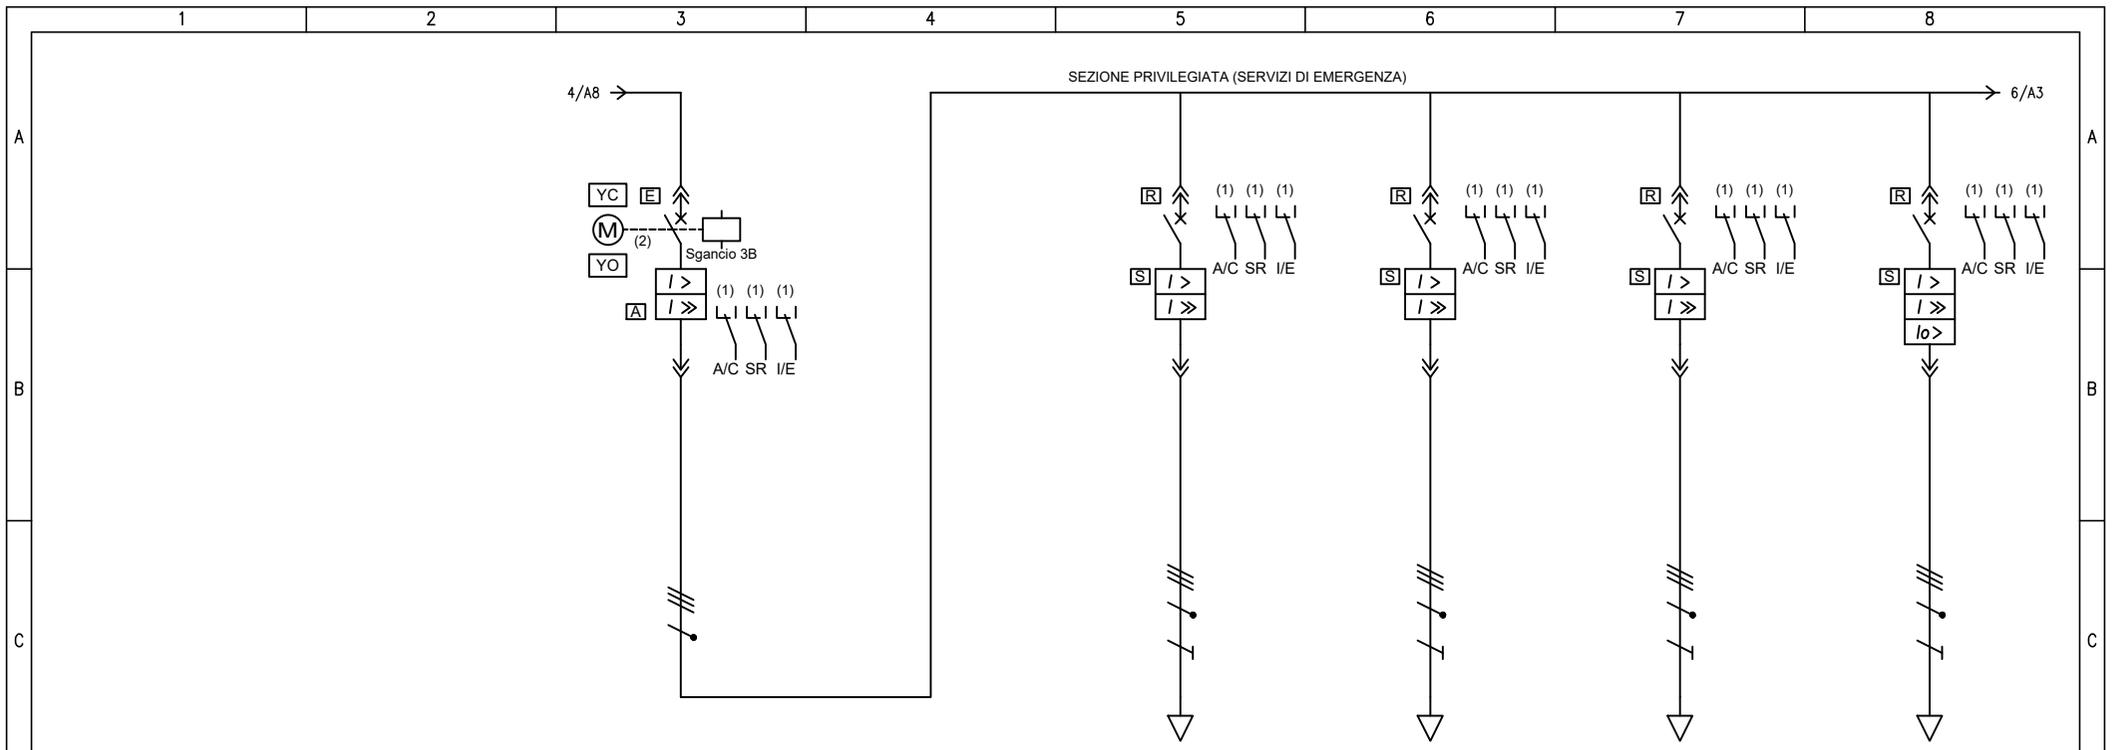 1 2 3 4 5 6 7 8
SEZIONE PRIVILEGIATA (SERVIZI DI EMERGENZA)
4/A8 6/A3
A A
YC E R (1) (1) (1) R (1) (1) (1) R (1) (1) (1) R (1) (1) (1)
M (2)
Sgancio 3B
YO A/C SR I/E A/C SR I/E A/C SR I/E A/C SR I/E
I > S I > S I > S I > S I >
(1) (1) (1)
A I >> I >> I >> I >> I >>
Io >
A/C SR I/E
B B
C C